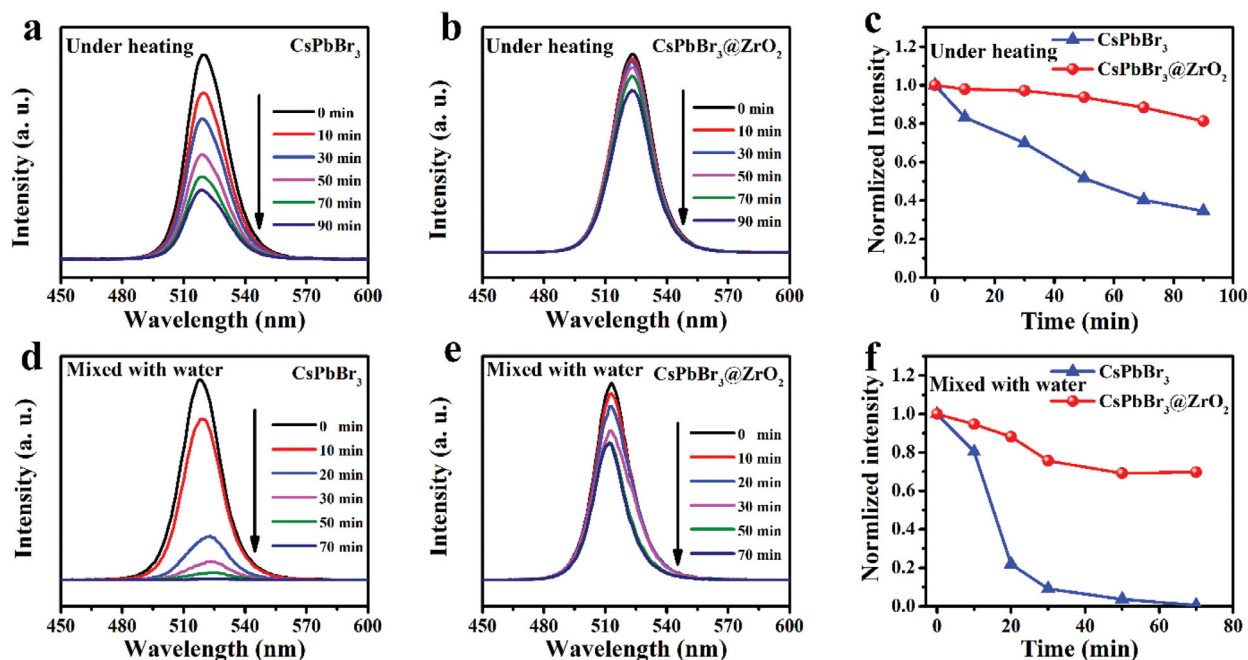 a
Under heating
CsPbBr₃
0 min
10 min
30 min
50 min
70 min
90 min
Intensity (a. u.)
450 480 510 540 570 600
Wavelength (nm)
b
Under heating
CsPbBr₃@ZrO₂
0 min
10 min
30 min
50 min
70 min
90 min
Intensity (a. u.)
450 480 510 540 570 600
Wavelength (nm)
c
Under heating
CsPbBr₃
CsPbBr₃@ZrO₂
Normlized Intensity
1.2
1.0
0.8
0.6
0.4
0.2
0.0
0 20 40 60 80 100
Time (min)
d
Mixed with water
CsPbBr₃
0 min
10 min
20 min
30 min
50 min
70 min
Intensity (a. u.)
450 480 510 540 570 600
Wavelength (nm)
e
Mixed with water
CsPbBr₃@ZrO₂
0 min
10 min
20 min
30 min
50 min
70 min
Intensity (a. u.)
450 480 510 540 570 600
Wavelength (nm)
f
Mixed with water
CsPbBr₃
CsPbBr₃@ZrO₂
Normlized intensity
1.2
1.0
0.8
0.6
0.4
0.2
0.0
0 20 40 60 80
Time (min)